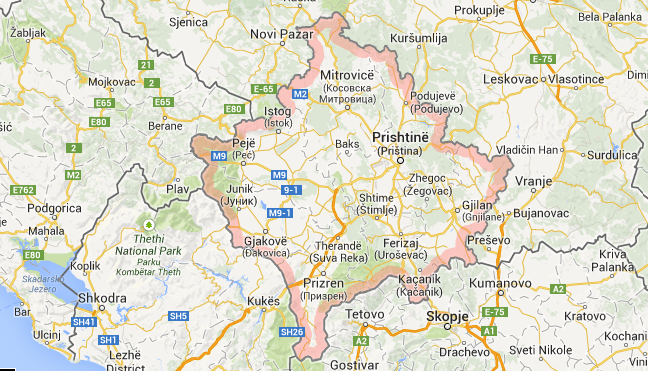 Žabljak
Sjenica
Novi Pazar
Prokuplje
Kuršumlija
Bela Palanka
E-75
21
2
Mojkovac
E65
E-65
E80
M2
Mitrovicë
(Косовска
Митровица)
Podujevë
(Podujevo)
Leskovac
Vlasotince
E65
E80
Berane
Istog
(Istok)
šić
2
M2
E762
M9
Pejë
(Peć)
Baks
Prishtinë
(Priština)
Vladičin Han
Surdulica
Plav
Junik
(Јуник)
M9
9-1
M9-1
Shtime
(Štimlje)
Zhegoc
(Žegovac)
Vranje
Podgorica
Mahala
E80
Thethi
National Park
Parku
Kombëtar Theth
Gjilan
(Gnjilane)
Bujanovac
Gjakovë
(Đakovica)
Therandë
(Suva Reka)
Ferizaj
(Uroševac)
Preševo
Koplik
Skadarsko
Jezero
Kriva
Palanka
Shkodra
Kukës
Prizren
(Призрен)
Kaçanik
(Kačanik)
Kumanovo
A2
Bar
Ulcinj
SH41
SH5
SH1
SH26
Tetovo
Skopje
E-75
A1
Kratovo
Kochani
Lezhë
District
A2
Gostivar
Drachevo
Sveti Nikole